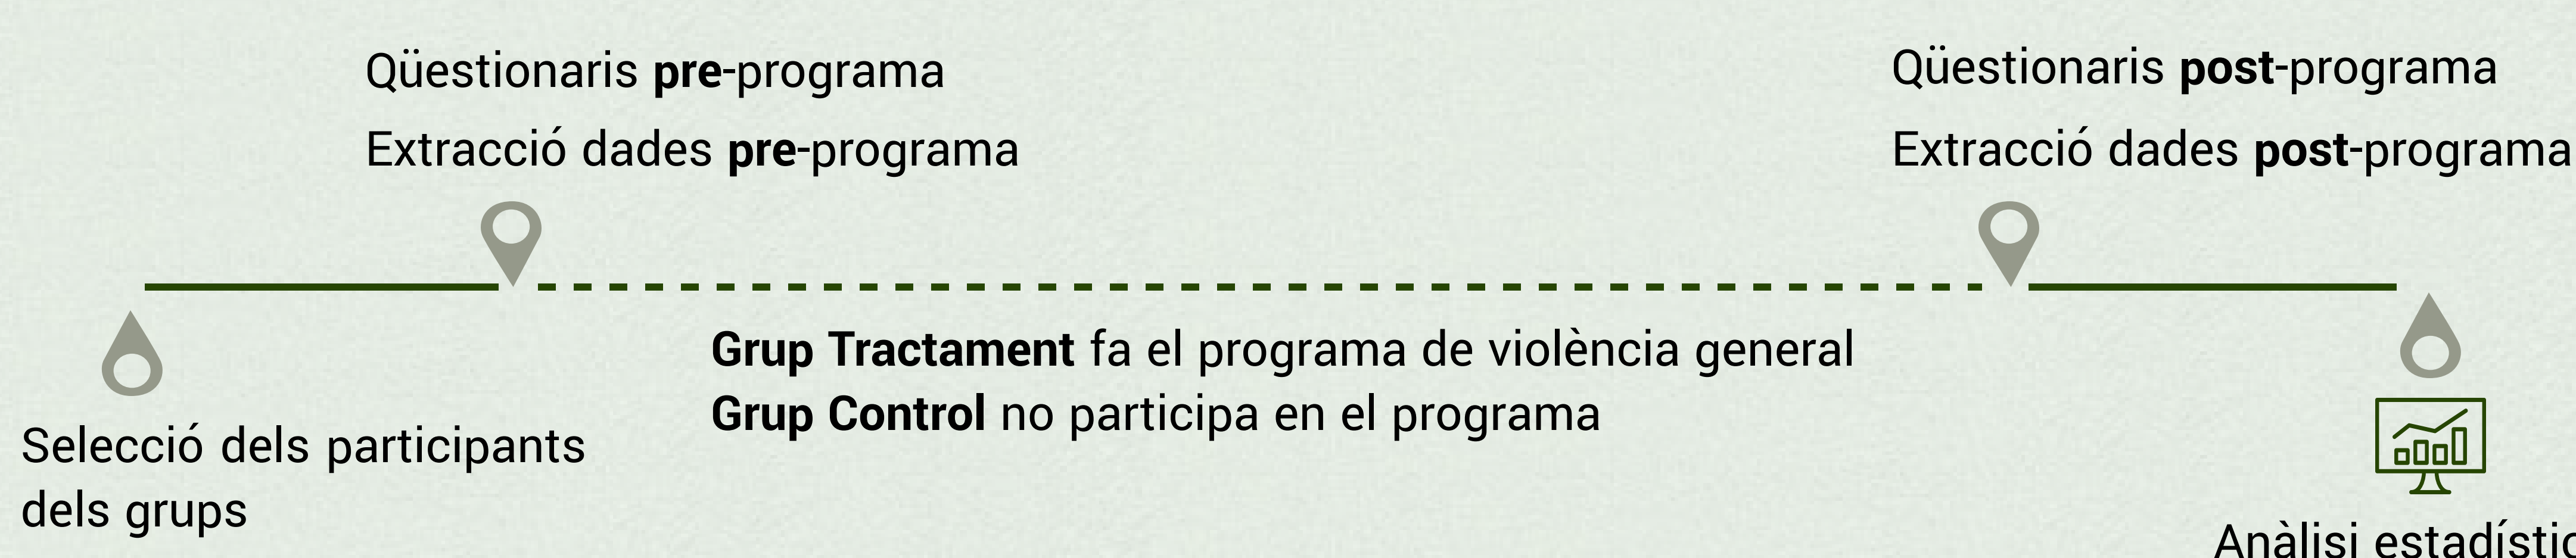 Qüestionaris pre-programa
Extracció dades pre-programa
Qüestionaris post-programa
Extracció dades post-programa
Grup Tractament fa el programa de violència general
Grup Control no participa en el programa
Selecció dels participants
dels grups
Anàlisi